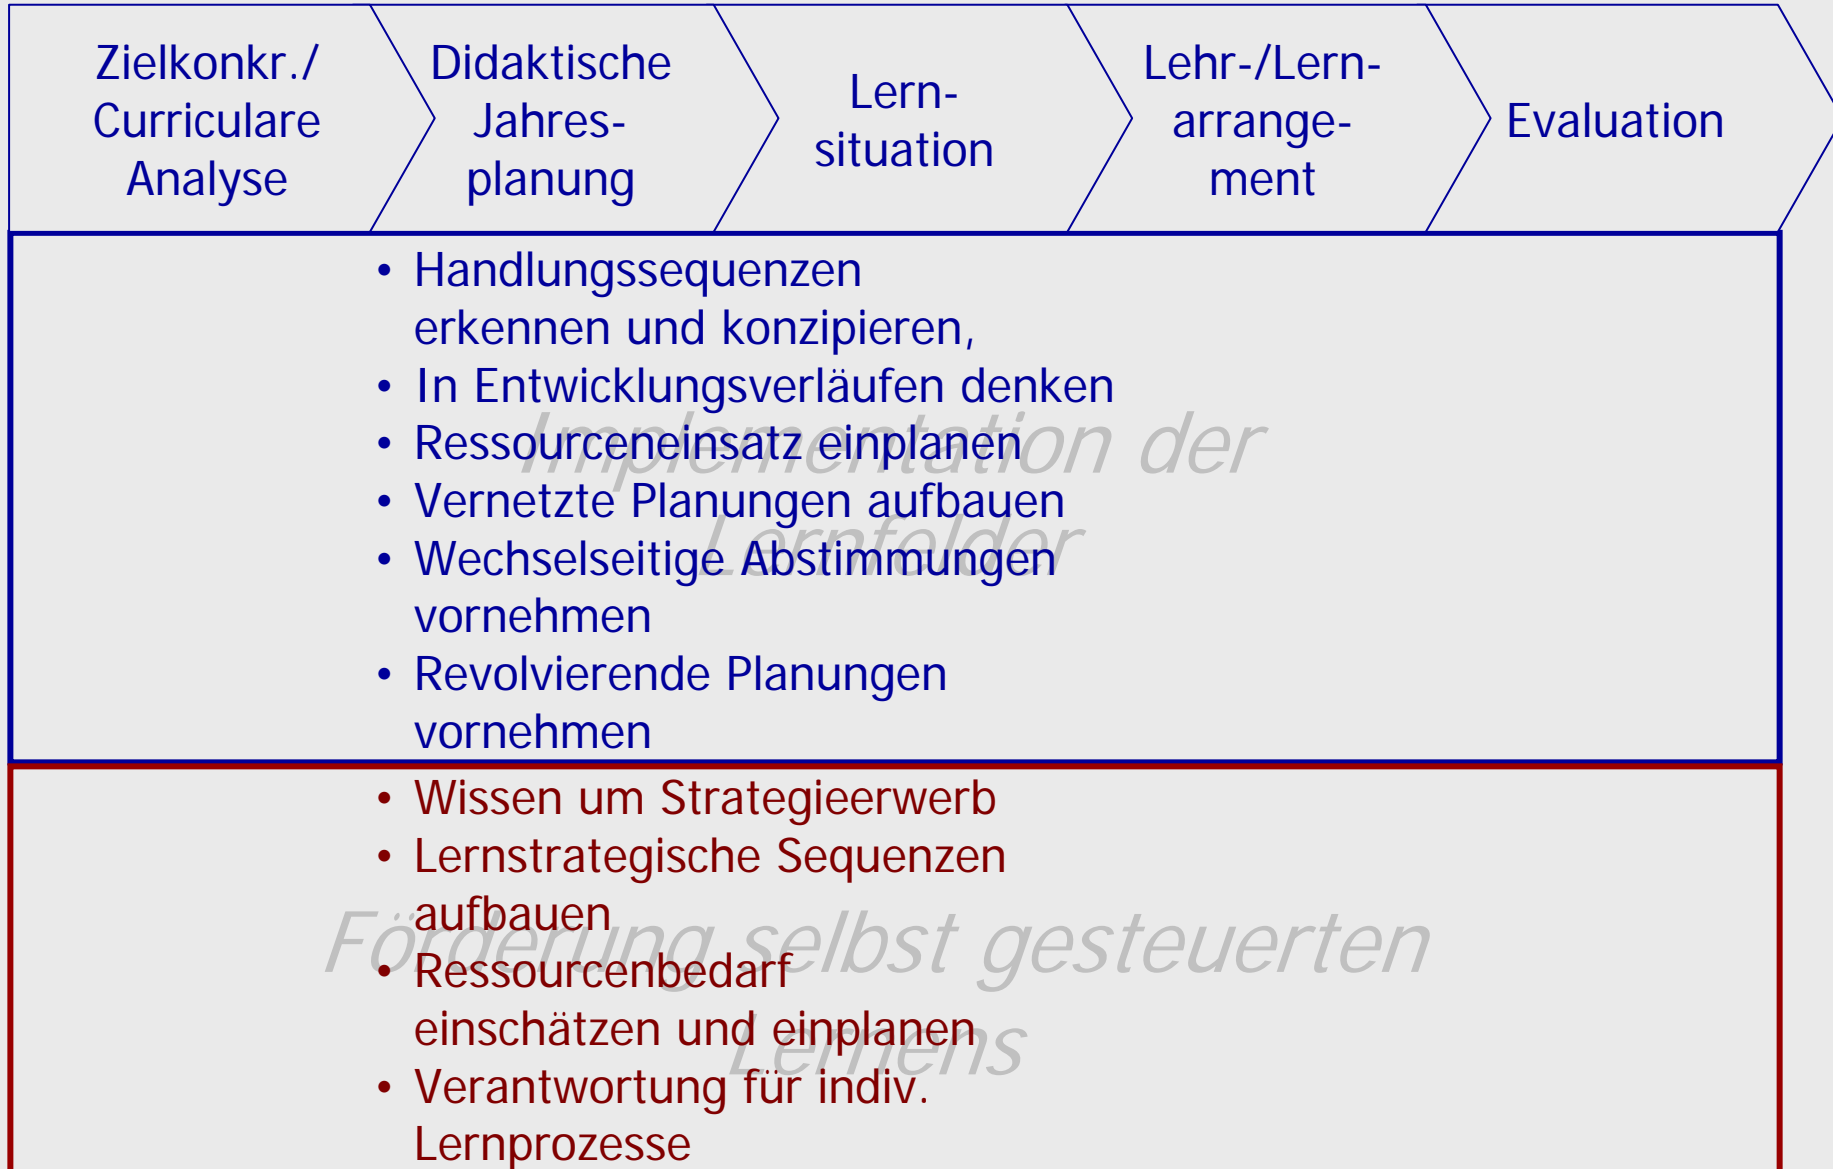 Zielkonkr./
Curriculare
Analyse
Didaktische
Jahres-
planung
Lern-
situation
Lehr-/Lern-
arrange-
ment
Evaluation
Implementation der
Lernfelder
• Handlungssequenzen
erkennen und konzipieren,
• In Entwicklungsverläufen denken
• Ressourceneinsatz einplanen
• Vernetzte Planungen aufbauen
• Wechselseitige Abstimmungen
vornehmen
• Revolvierende Planungen
vornehmen
Förderung selbst gesteuerten
Lernens
• Wissen um Strategieerwerb
• Lernstrategische Sequenzen
aufbauen
• Ressourcenbedarf
einschätzen und einplanen
• Verantwortung für indiv.
Lernprozesse